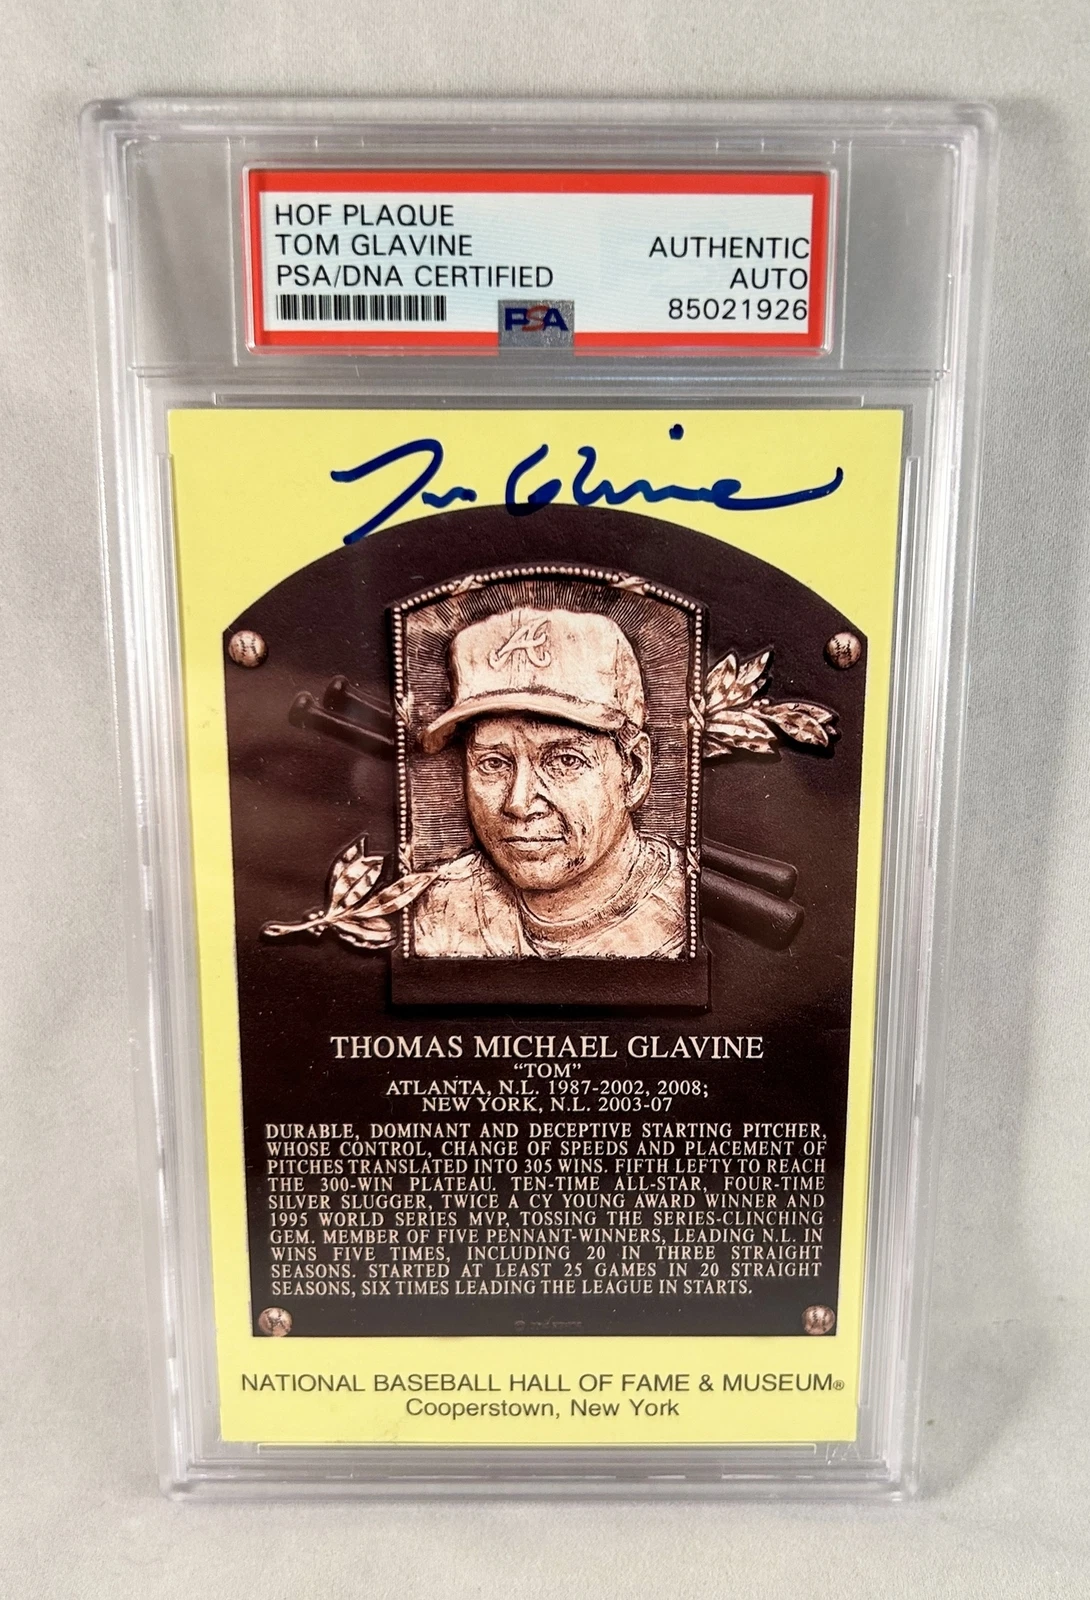 HOF PLAQUE
TOM GLAVINE
PSA/DNA CERTIFIED
AUTHENTIC
AUTO
85021926
PSA
Tom Glavine
A
THOMAS MICHAEL GLAVINE
“TOM”
ATLANTA, N.L. 1987-2002, 2008;
NEW YORK, N.L. 2003-07
DURABLE, DOMINANT AND DECEPTIVE STARTING PITCHER,
WHOSE CONTROL, CHANGE OF SPEEDS AND PLACEMENT OF
PITCHES TRANSLATED INTO 305 WINS. FIFTH LEFTY TO REACH
THE 300-WIN PLATEAU. TEN-TIME ALL-STAR, FOUR-TIME
SILVER SLUGGER, TWICE A CY YOUNG AWARD WINNER AND
1995 WORLD SERIES MVP, TOSSING THE SERIES-CLINCHING
GEM. MEMBER OF FIVE PENNANT-WINNERS, LEADING N.L. IN
WINS FIVE TIMES, INCLUDING 20 IN THREE STRAIGHT
SEASONS. STARTED AT LEAST 25 GAMES IN 20 STRAIGHT
SEASONS, SIX TIMES LEADING THE LEAGUE IN STARTS.
NATIONAL BASEBALL HALL OF FAME & MUSEUM®
Cooperstown, New York